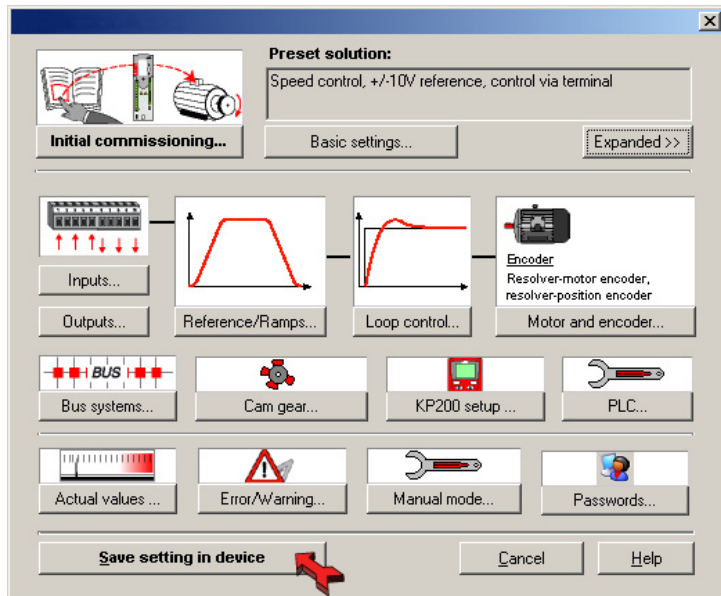 Preset solution:
Speed control, +/-10V reference, control via terminal
Initial commissioning...
Basic settings...
Expanded >>
Encoder
Resolver-motor encoder,
resolver-position encoder
Inputs...
Outputs...
Reference/Ramps...
Loop control...
Motor and encoder...
BUS
Bus systems...
Cam gear...
KP200 setup ...
PLC...
Actual values ...
Error/Warning...
Manual mode...
Passwords...
Save setting in device
Cancel
Help